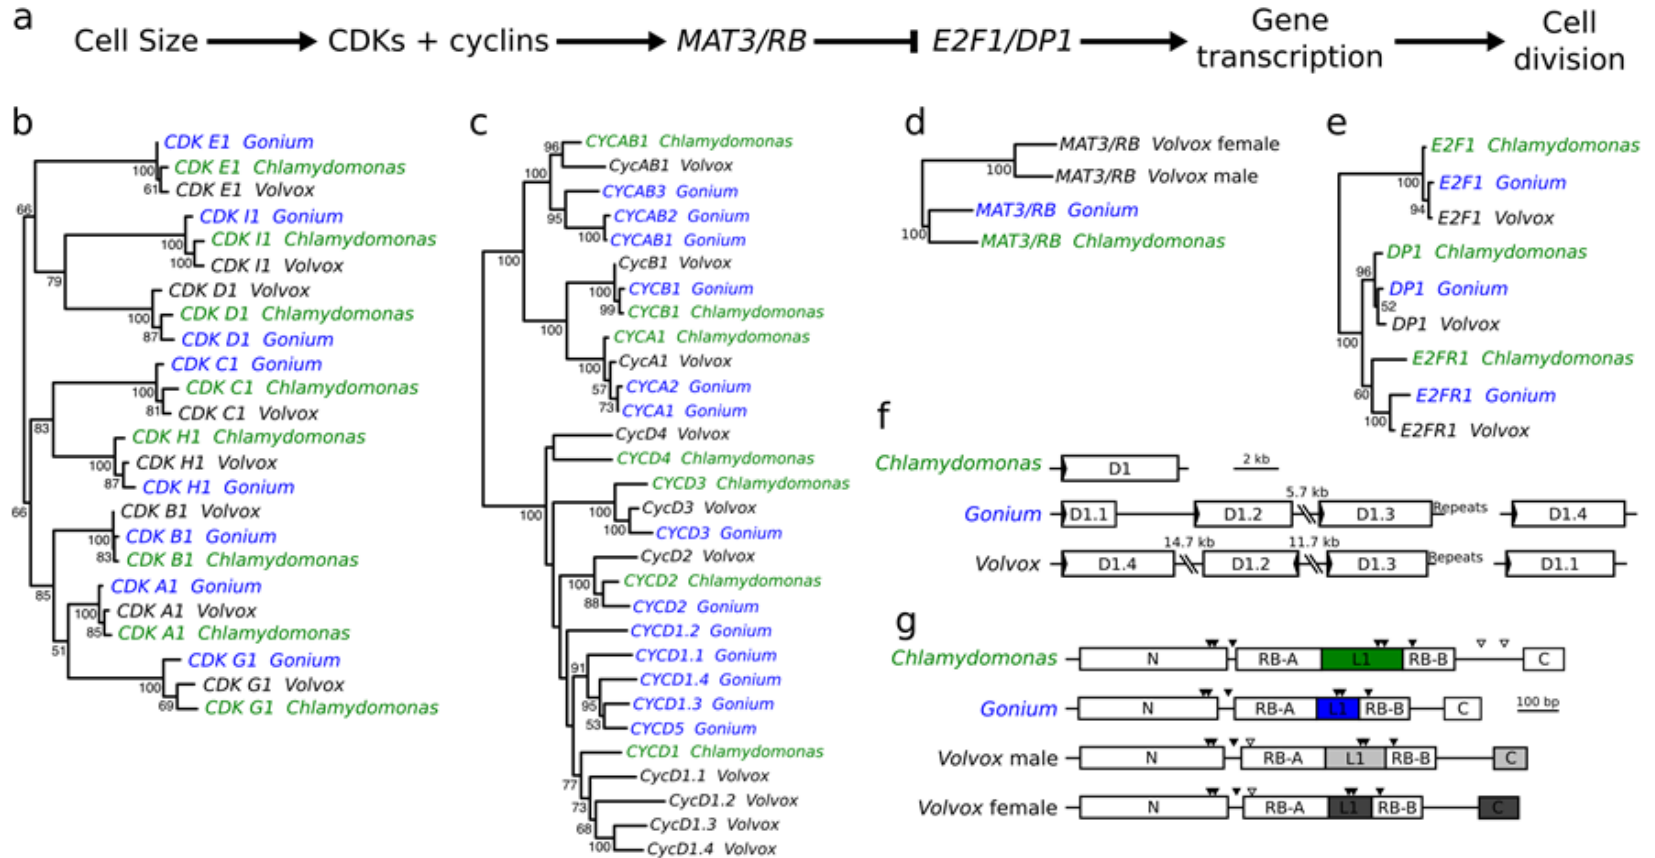 a
Cell Size CDKs + cyclins MAT3/RB E2F1/DP1 Gene transcription Cell division
b
CDK E1 Gonium
CDK E1 Chlamydomonas
CDK E1 Volvox
CDK I1 Gonium
CDK I1 Chlamydomonas
CDK I1 Volvox
CDK D1 Volvox
CDK D1 Chlamydomonas
CDK D1 Gonium
CDK C1 Gonium
CDK C1 Chlamydomonas
CDK C1 Volvox
CDK H1 Chlamydomonas
CDK H1 Volvox
CDK H1 Gonium
CDK B1 Volvox
CDK B1 Gonium
CDK B1 Chlamydomonas
CDK A1 Gonium
CDK A1 Volvox
CDK A1 Chlamydomonas
CDK G1 Gonium
CDK G1 Volvox
CDK G1 Chlamydomonas
100
61
66
100
100
79
100
87
100
81
83
100
87
66
100
83
85
100
85
51
100
69
c
CYCAB1 Chlamydomonas
CycAB1 Volvox
CYCAB3 Gonium
CYCAB2 Gonium
CYCAB1 Gonium
CycB1 Volvox
CYCB1 Gonium
CYCB1 Chlamydomonas
CYCA1 Chlamydomonas
CycA1 Volvox
CYCA2 Gonium
CYCA1 Gonium
CycD4 Volvox
CYCD4 Chlamydomonas
CYCD3 Chlamydomonas
CycD3 Volvox
CYCD3 Gonium
CycD2 Volvox
CYCD2 Chlamydomonas
CYCD2 Gonium
CYCD1.2 Gonium
CYCD1.1 Gonium
CYCD1.4 Gonium
CYCD1.3 Gonium
CYCD5 Gonium
CYCD1 Chlamydomonas
CycD1.1 Volvox
CycD1.2 Volvox
CycD1.3 Volvox
CycD1.4 Volvox
96
100
95
100
100
100
99
100
100
57
73
100
100
100
100
88
91
95
53
77
73
68
100
d
MAT3/RB Volvox female
MAT3/RB Volvox male
MAT3/RB Gonium
MAT3/RB Chlamydomonas
100
100
e
E2F1 Chlamydomonas
E2F1 Gonium
E2F1 Volvox
DP1 Chlamydomonas
DP1 Gonium
DP1 Volvox
E2FR1 Chlamydomonas
E2FR1 Gonium
E2FR1 Volvox
100
94
96
52
100
60
100
f
Chlamydomonas D1 2 kb
5.7 kb
Gonium D1.1 D1.2 D1.3 Repeats D1.4
14.7 kb 11.7 kb
Volvox D1.4 D1.2 D1.3 Repeats D1.1
g
Chlamydomonas N RB-A L1 RB-B C
Gonium N RB-A L1 RB-B C 100 bp
Volvox male N RB-A L1 RB-B C
Volvox female N RB-A L1 RB-B C